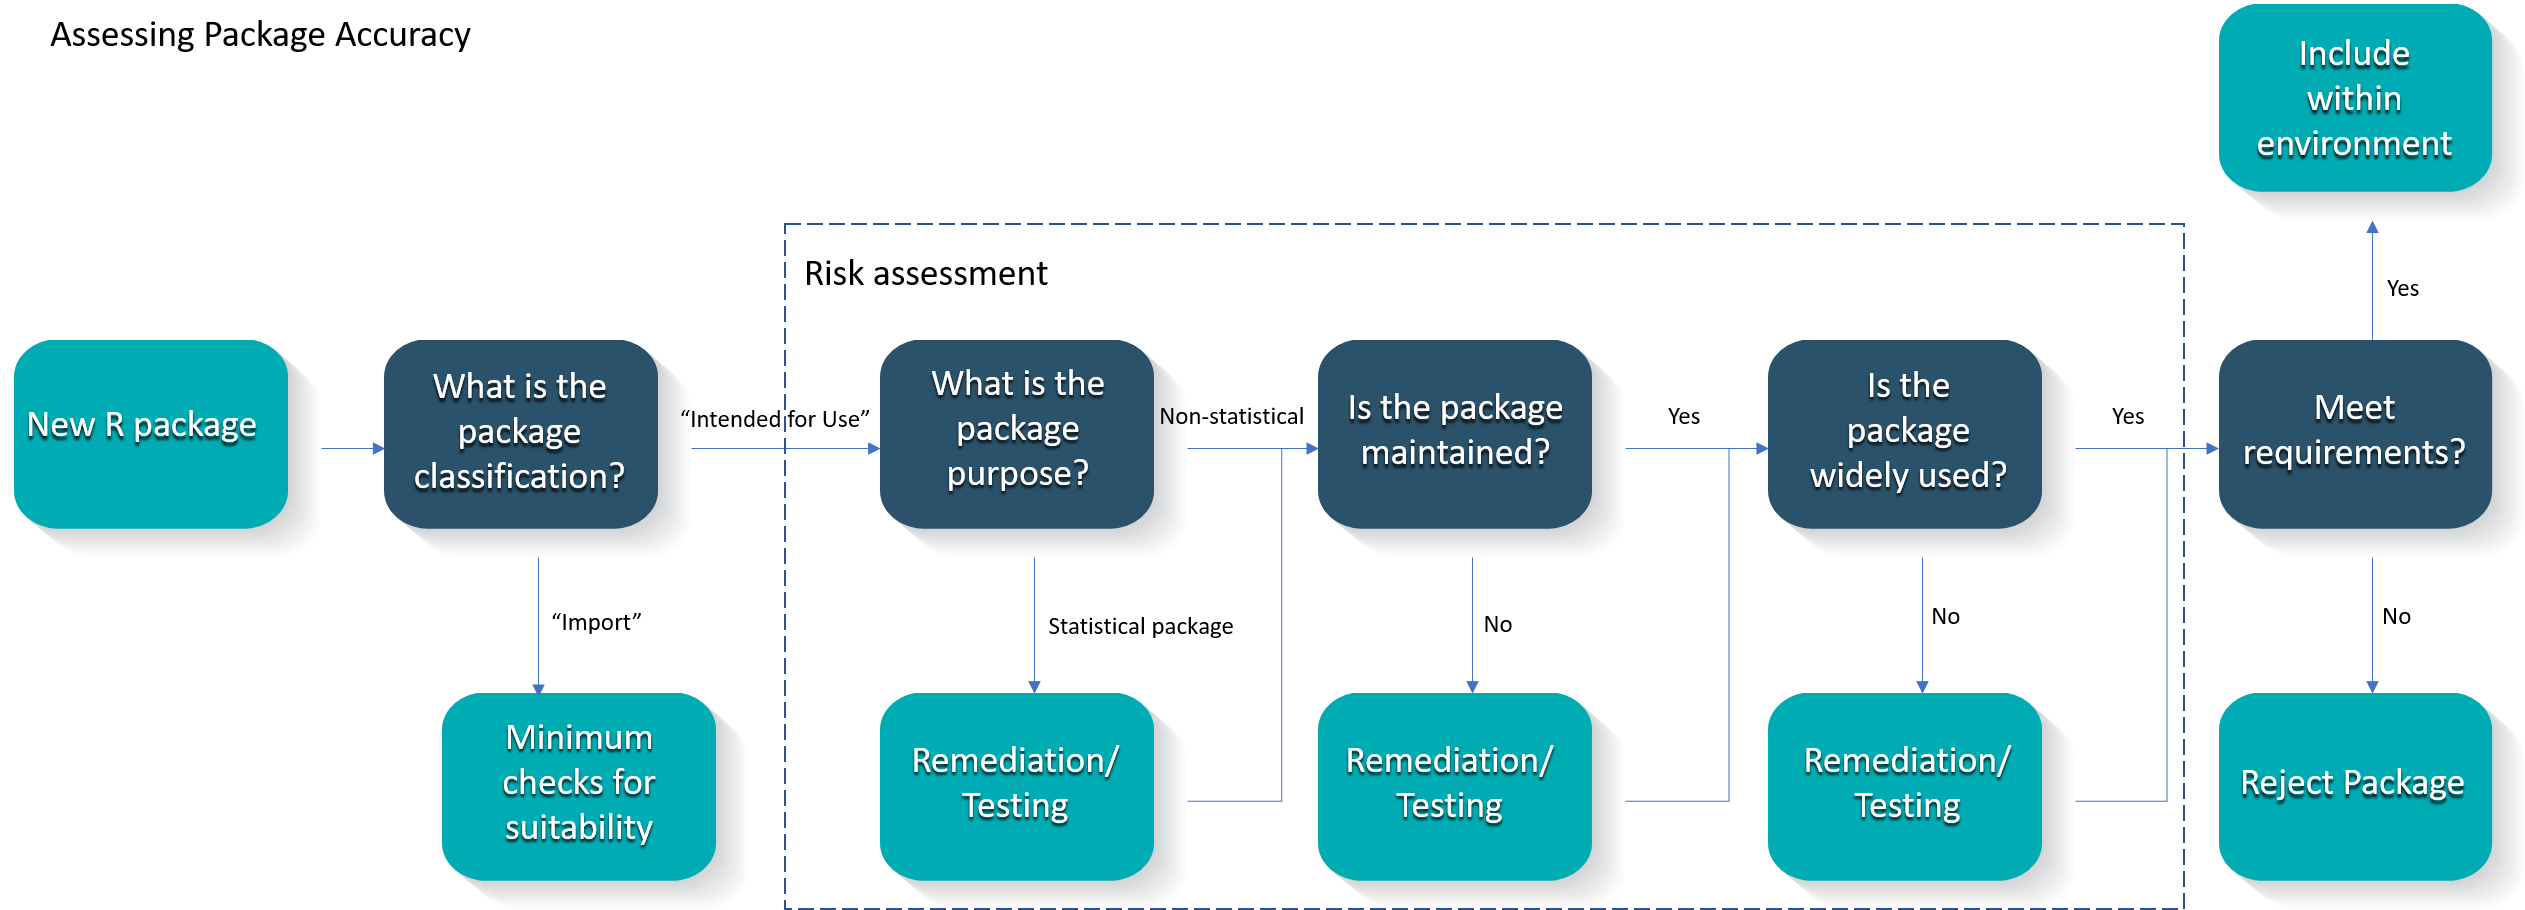 Assessing Package Accuracy
Include
within
environment
Risk assessment
Yes
New R package
What is the
package
classification?
“Intended for Use”
What is the
package
purpose?
Non-statistical
Is the package
maintained?
Yes
Is the
package
widely used?
Yes
Meet
requirements?
“Import”
Statistical package
No
No
No
Minimum
checks for
suitability
Remediation/
Testing
Remediation/
Testing
Remediation/
Testing
Reject Package